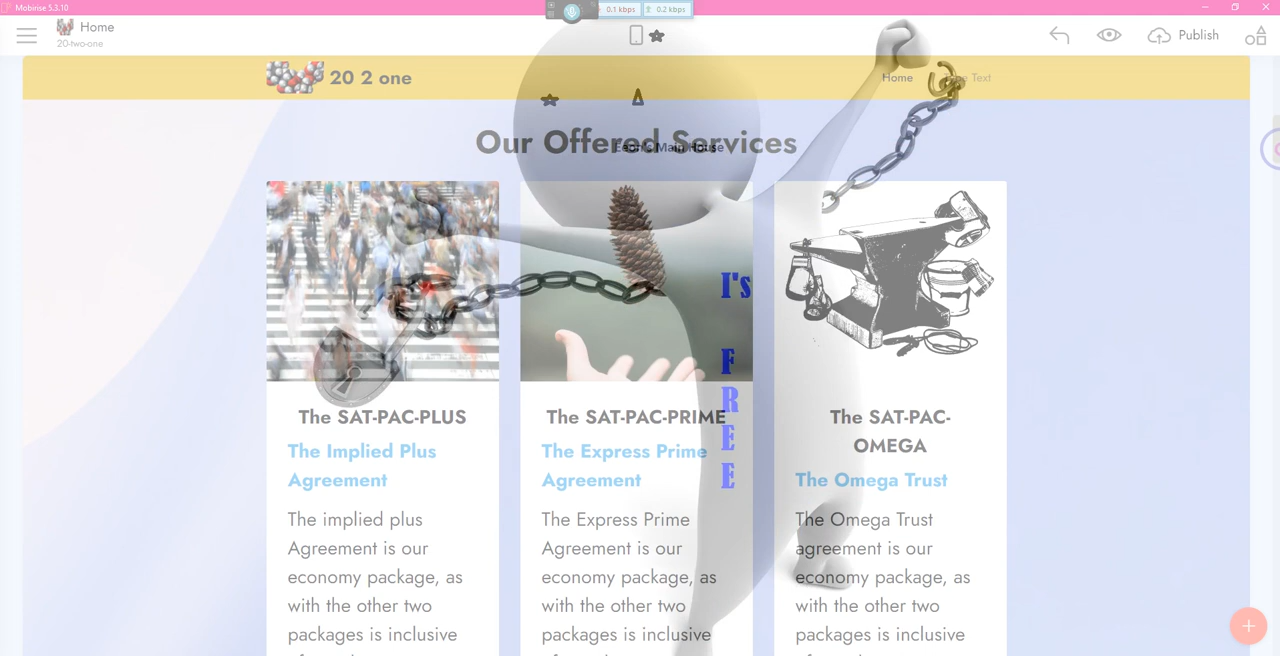 Mobirise 5.3.10
0.1 kbps
0.2 kbps
Home
20-two-one
Publish
20 2 one
Home
Text
Our Offered Services
Main House
I's
F
R
E
E
The SAT-PAC-PLUS
The Implied Plus
Agreement
The implied plus
Agreement is our
economy package, as
with the other two
packages is inclusive
The SAT-PAC-PRIME
The Express Prime
Agreement
The Express Prime
Agreement is our
economy package, as
with the other two
packages is inclusive
The SAT-PAC-
OMEGA
The Omega Trust
The Omega Trust
agreement is our
economy package, as
with the other two
packages is inclusive